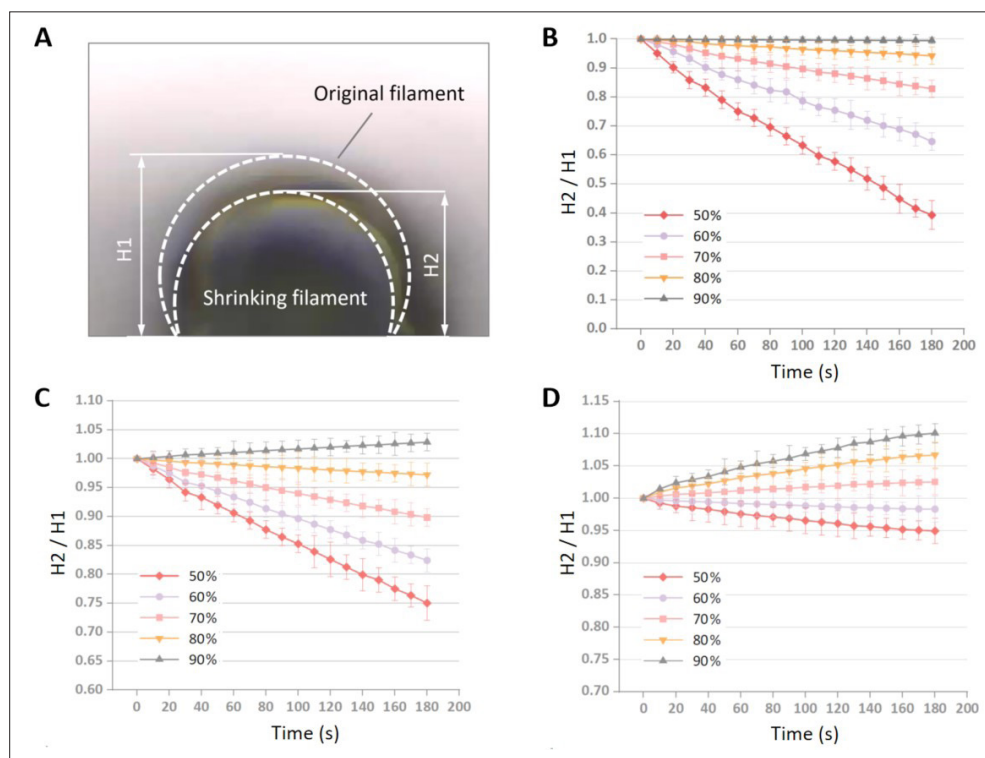 A
Original filament
H1
H2
Shrinking filament
B
H2 / H1
1.0
0.9
0.8
0.7
0.6
0.5
0.4
0.3
0.2
0.1
0.0
50%
60%
70%
80%
90%
0 20 40 60 80 100 120 140 160 180 200
Time (s)
C
H2 / H1
1.10
1.05
1.00
0.95
0.90
0.85
0.80
0.75
0.70
0.65
0.60
50%
60%
70%
80%
90%
0 20 40 60 80 100 120 140 160 180 200
Time (s)
D
H2 / H1
1.15
1.10
1.05
1.00
0.95
0.90
0.85
0.80
0.75
0.70
50%
60%
70%
80%
90%
0 20 40 60 80 100 120 140 160 180 200
Time (s)